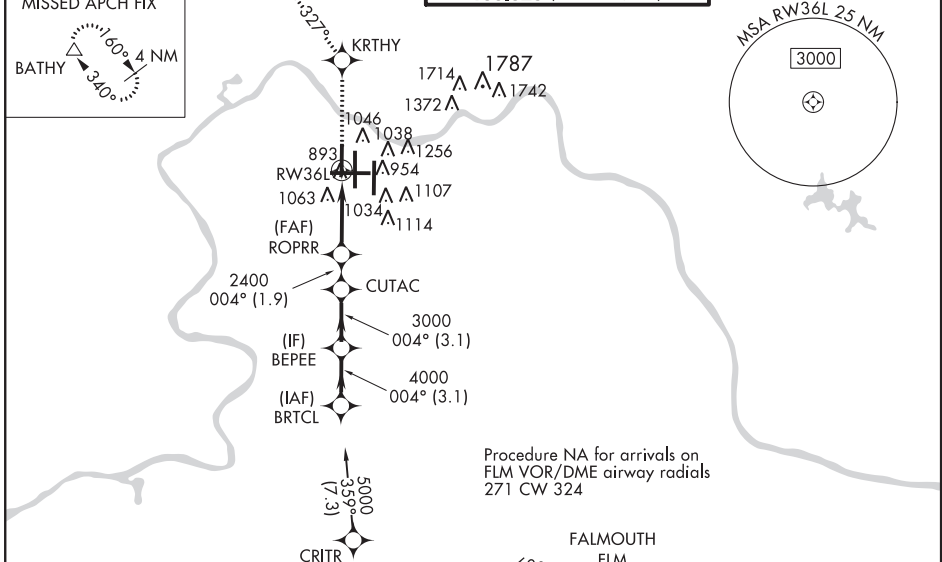 MISSED APCH FIX
BATHY
160°
4 NM
340°
327°
KRTHY
MSA RW36L 25 NM
3000
1714
1787
1742
1372
1046
1038
1256
893
RW36L
954
1063
1034
1107
1114
(FAF)
ROPRR
2400
004° (1.9)
CUTAC
3000
004° (3.1)
(IF)
BEPEE
4000
004° (3.1)
(IAF)
BRTCL
Procedure NA for arrivals on
FLM VOR/DME airway radials
271 CW 324
5000
359°
(7.3)
CRITR
FALMOUTH